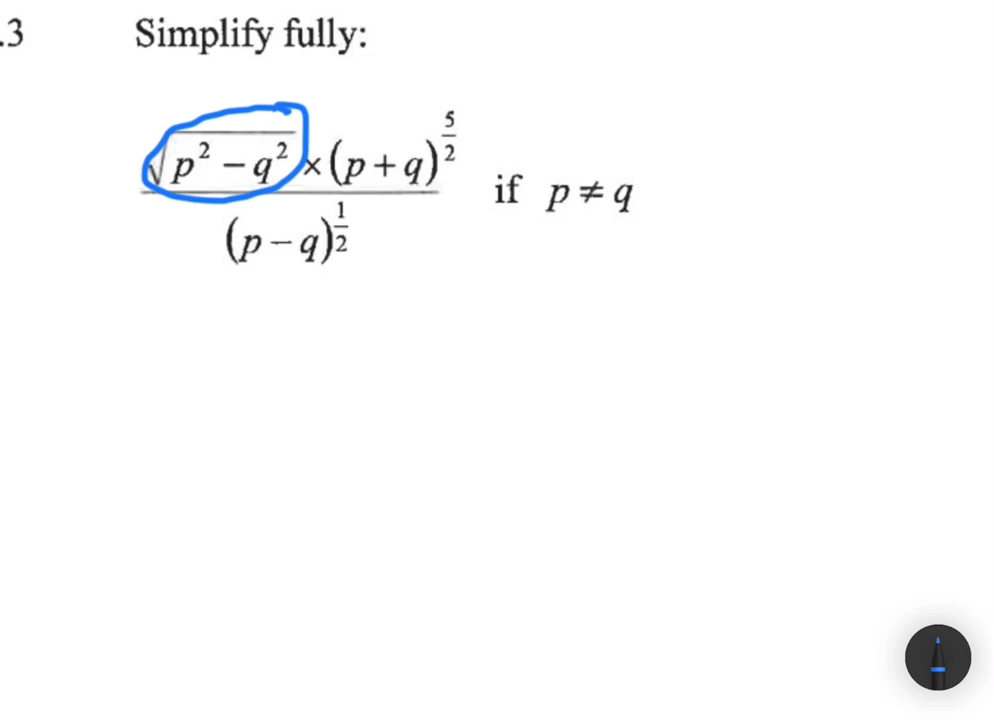 .3 Simplify fully:
√(p² − q²) × (p + q)^(5/2)
/ (p − q)^(1/2) if p ≠ q